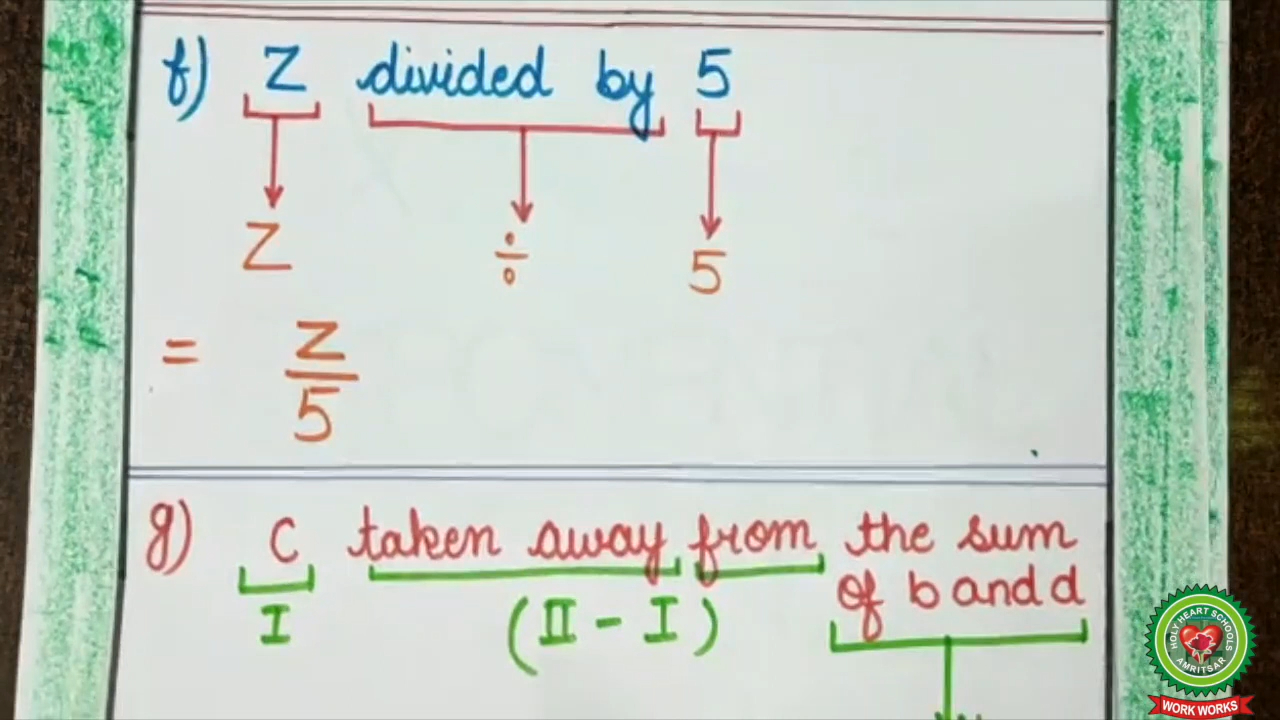 f) Z divided by 5
Z ÷ 5
= Z/5
g) C taken away from the sum
of b and d
I (II - I)
HOLY HEART SCHOOLS
AMRITSAR
WORK WORKS